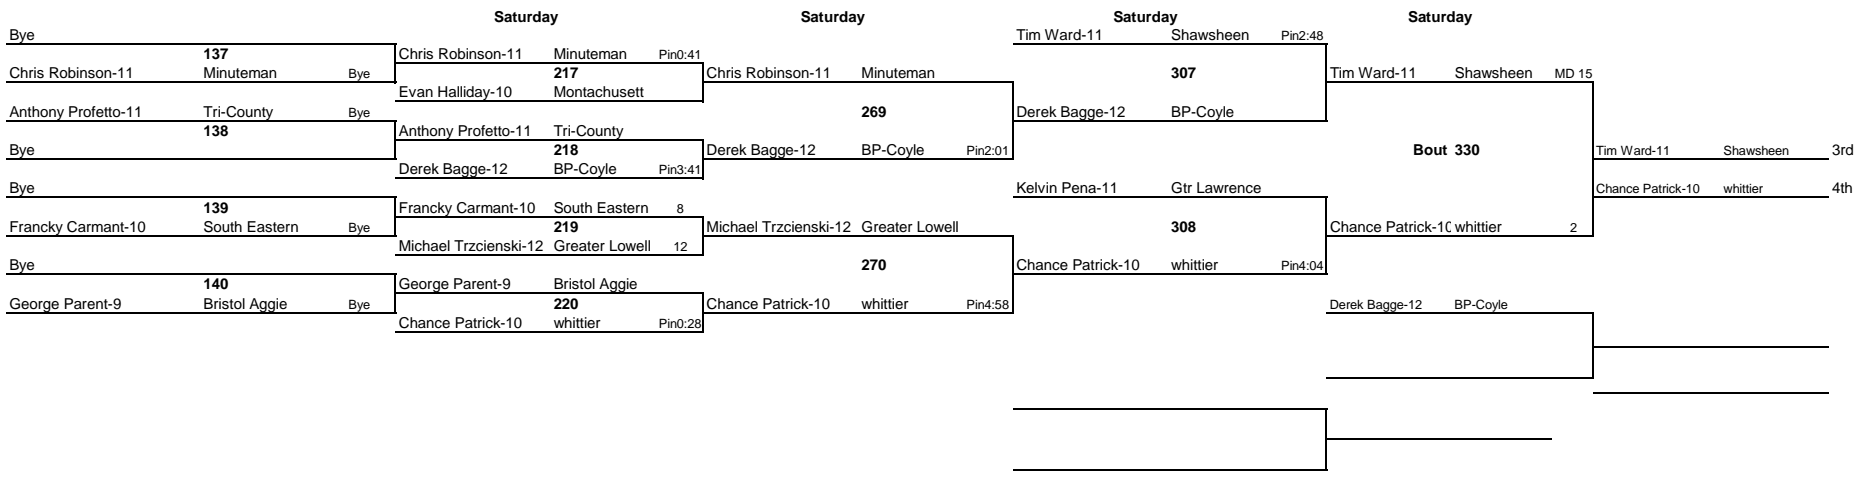 Saturday Saturday Saturday Saturday
Bye Tim Ward-11 Shawsheen Pin2:48
137 Chris Robinson-11 Minuteman Pin0:41
Chris Robinson-11 Minuteman Bye 217 Chris Robinson-11 Minuteman 307 Tim Ward-11 Shawsheen MD 15
Evan Halliday-10 Montachusett
Anthony Profetto-11 Tri-County Bye 269 Derek Bagge-12 BP-Coyle
138 Anthony Profetto-11 Tri-County
Bye 218 Derek Bagge-12 BP-Coyle Pin2:01 Bout 330 Tim Ward-11 Shawsheen 3rd
Derek Bagge-12 BP-Coyle Pin3:41
Bye Kelvin Pena-11 Gtr Lawrence Chance Patrick-10 whittier 4th
139 Francky Carmant-10 South Eastern 8
Francky Carmant-10 South Eastern Bye 219 Michael Trzcienski-12 Greater Lowell 308 Chance Patrick-10 whittier 2
Michael Trzcienski-12 Greater Lowell 12
Bye 270 Chance Patrick-10 whittier Pin4:04
140 George Parent-9 Bristol Aggie
George Parent-9 Bristol Aggie Bye 220 Chance Patrick-10 whittier Pin4:58 Derek Bagge-12 BP-Coyle
Chance Patrick-10 whittier Pin0:28